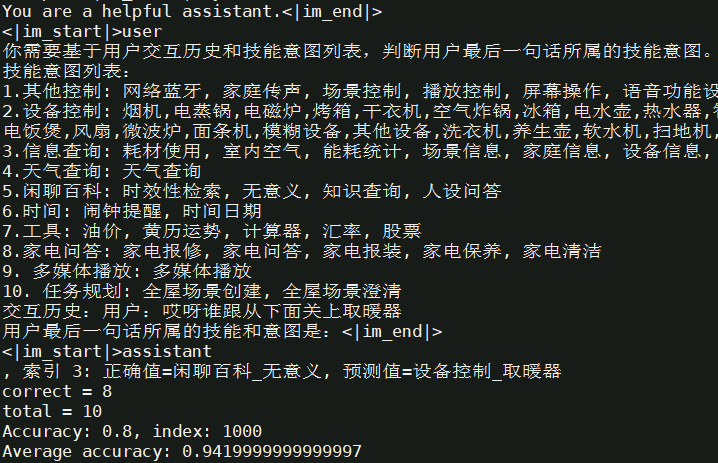 You are a helpful assistant.<|im_end|>
<|im_start|>user
你需要基于用户交互历史和技能意图列表，判断用户最后一句话所属的技能意图。
技能意图列表：
1.其他控制: 网络蓝牙, 家庭传声, 场景控制, 播放控制, 屏幕操作, 语音功能设
2.设备控制: 烟机,电蒸锅,电磁炉,烤箱,干衣机,空气炸锅,冰箱,电水壶,热水器,
电饭煲,风扇,微波炉,面条机,模糊设备,其他设备,洗衣机,养生壶,软水机,扫地机,
3.信息查询: 耗材使用, 室内空气, 能耗统计, 场景信息, 家庭信息, 设备信息,
4.天气查询: 天气查询
5.闲聊百科: 时效性检索, 无意义, 知识查询, 人设问答
6.时间: 闹钟提醒, 时间日期
7.工具: 油价, 黄历运势, 计算器, 汇率, 股票
8.家电问答: 家电报修, 家电问答, 家电报装, 家电保养, 家电清洁
9. 多媒体播放: 多媒体播放
10. 任务规划: 全屋场景创建, 全屋场景澄清
交互历史：用户：哎呀谁跟从下面关上取暖器
用户最后一句话所属的技能和意图是：<|im_end|>
<|im_start|>assistant
, 索引 3: 正确值=闲聊百科_无意义, 预测值=设备控制_取暖器
correct = 8
total = 10
Accuracy: 0.8, index: 1000
Average accuracy: 0.9419999999999997